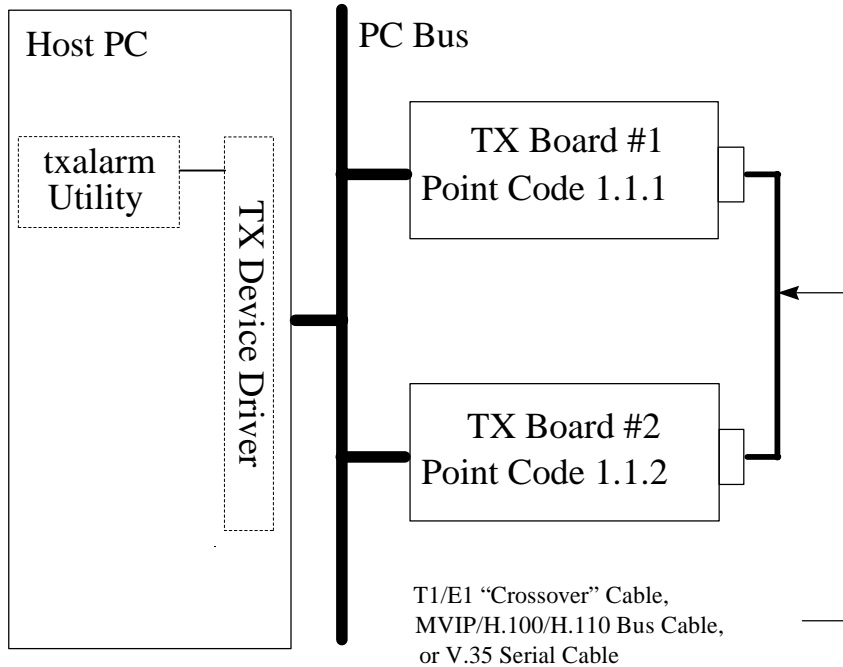 Host PC
PC Bus
txalarm
Utility
TX Device Driver
TX Board #1
Point Code 1.1.1
TX Board #2
Point Code 1.1.2
T1/E1 “Crossover” Cable,
MVIP/H.100/H.110 Bus Cable,
or V.35 Serial Cable